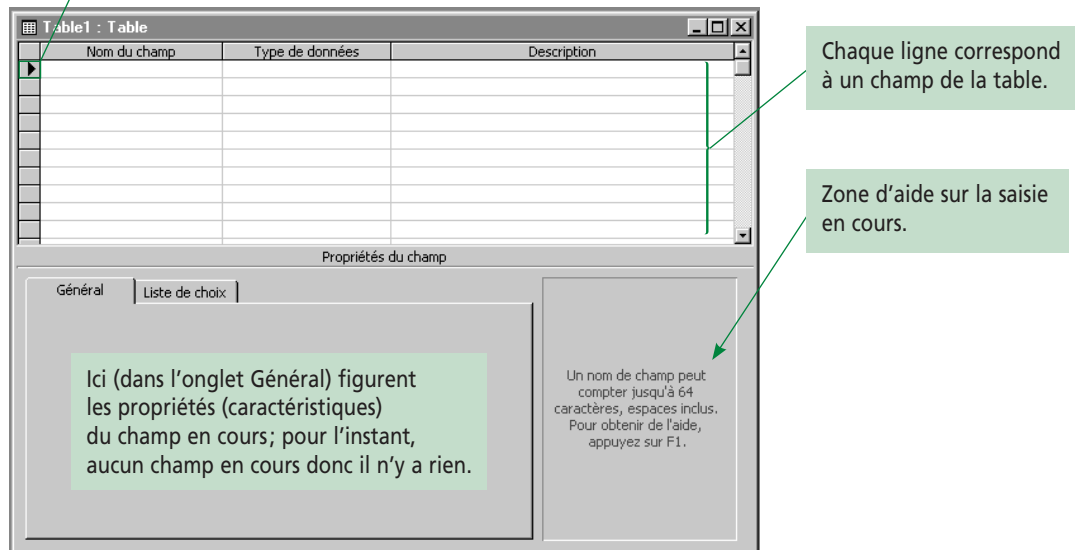 Table1 : Table
Nom du champ Type de données Description
Chaque ligne correspond
à un champ de la table.
Zone d’aide sur la saisie
en cours.
Propriétés du champ
Général Liste de choix
Ici (dans l’onglet Général) figurent
les propriétés (caractéristiques)
du champ en cours; pour l’instant,
aucun champ en cours donc il n’y a rien.
Un nom de champ peut
compter jusqu'à 64
caractères, espaces inclus.
Pour obtenir de l'aide,
appuyez sur F1.